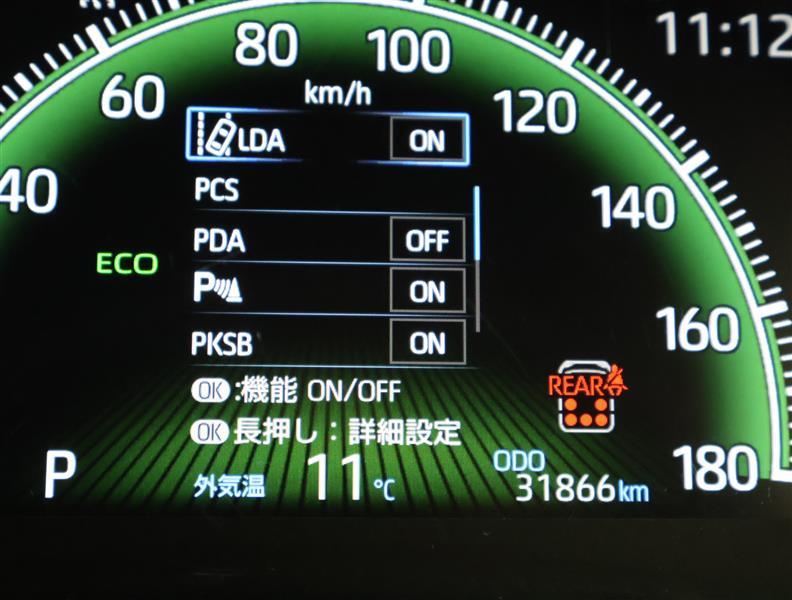 11:12
40
60
80
100
120
140
160
180
km/h
LDA ON
PCS
PDA OFF
P ON
PKSB ON
ECO
OK:機能 ON/OFF
OK長押し:詳細設定
REAR
P
外気温 11℃
ODO
31866km